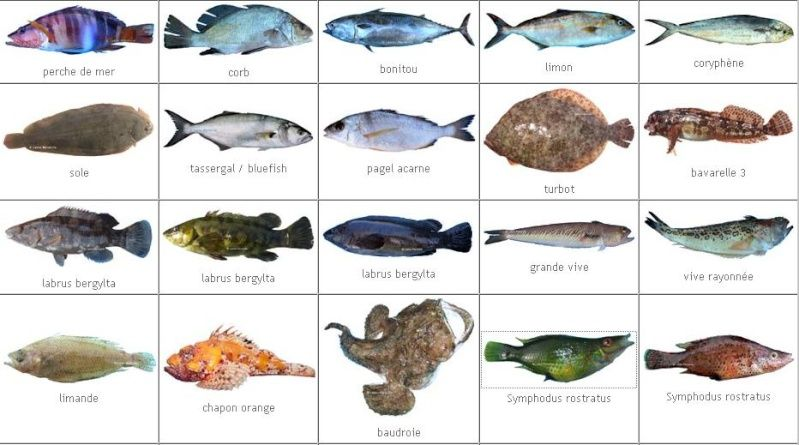 perche de mer
corb
bonitou
limon
coryphène
sole
tassergal / bluefish
pagel acarne
turbot
bavarelle 3
labrus bergylta
labrus bergylta
labrus bergylta
grande vive
vive rayonnée
limande
chapon orange
baudroie
Symphodus rostratus
Symphodus rostratus